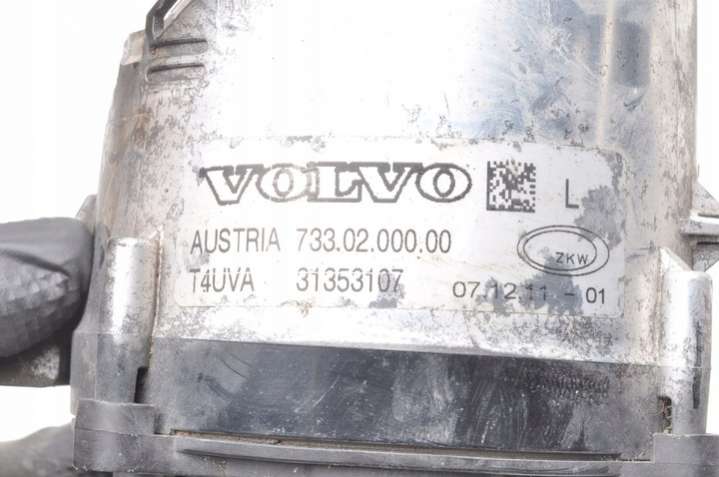 VOLVO L
AUSTRIA 733.02.000.00 ZKW
T4UVA 31353107 07.12.11 - 01